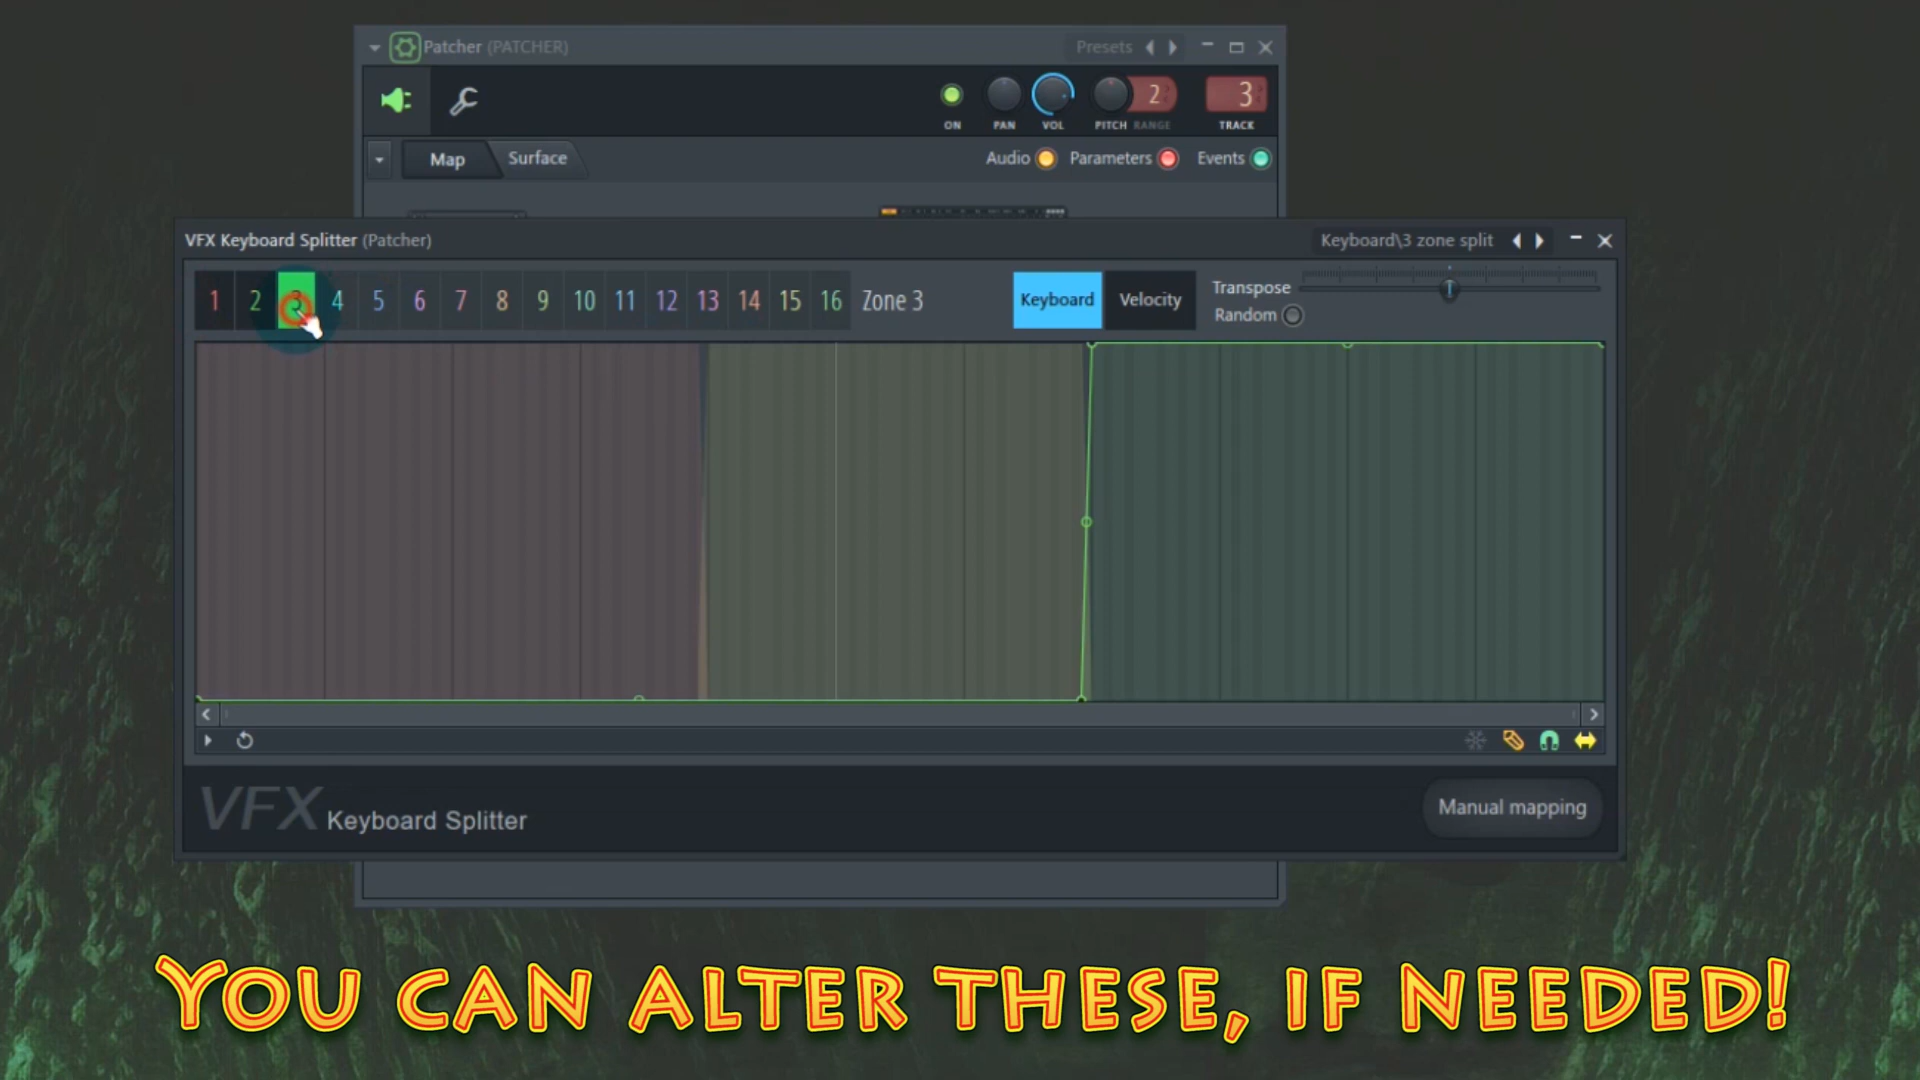 Patcher (PATCHER)
Presets
2
3
ON PAN VOL PITCH RANGE TRACK
Map Surface Audio Parameters Events
VFX Keyboard Splitter (Patcher) Keyboard\3 zone split
1 2 3 4 5 6 7 8 9 10 11 12 13 14 15 16 Zone 3 Keyboard Velocity
Transpose
Random
VFX Keyboard Splitter
Manual mapping
YOU CAN ALTER THESE, IF NEEDED!